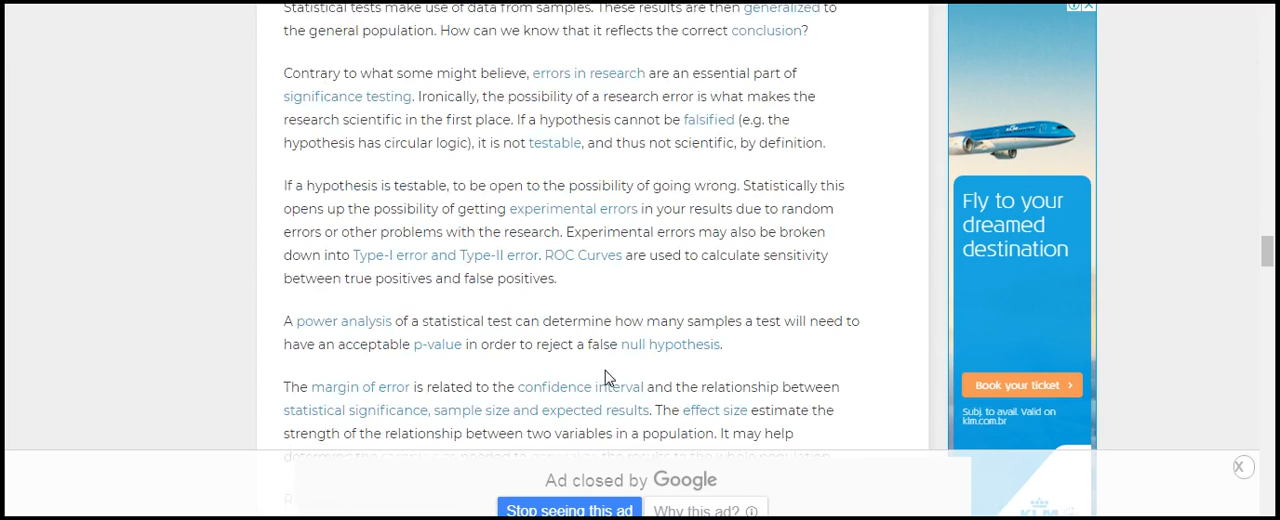 Statistical tests make use of data from samples. These results are then generalized to
the general population. How can we know that it reflects the correct conclusion?
Contrary to what some might believe, errors in research are an essential part of
significance testing. Ironically, the possibility of a research error is what makes the
research scientific in the first place. If a hypothesis cannot be falsified (e.g. the
hypothesis has circular logic), it is not testable, and thus not scientific, by definition.
If a hypothesis is testable, to be open to the possibility of going wrong. Statistically this
opens up the possibility of getting experimental errors in your results due to random
errors or other problems with the research. Experimental errors may also be broken
down into Type-I error and Type-II error. ROC Curves are used to calculate sensitivity
between true positives and false positives.
A power analysis of a statistical test can determine how many samples a test will need to
have an acceptable p-value in order to reject a false null hypothesis.
The margin of error is related to the confidence interval and the relationship between
statistical significance, sample size and expected results. The effect size estimate the
strength of the relationship between two variables in a population. It may help
Fly to your
dreamed
destination
Book your ticket
Subj. to avail. Valid on
klm.com.br
KLM
X
Ad closed by Google
Stop seeing this ad
Why this ad?